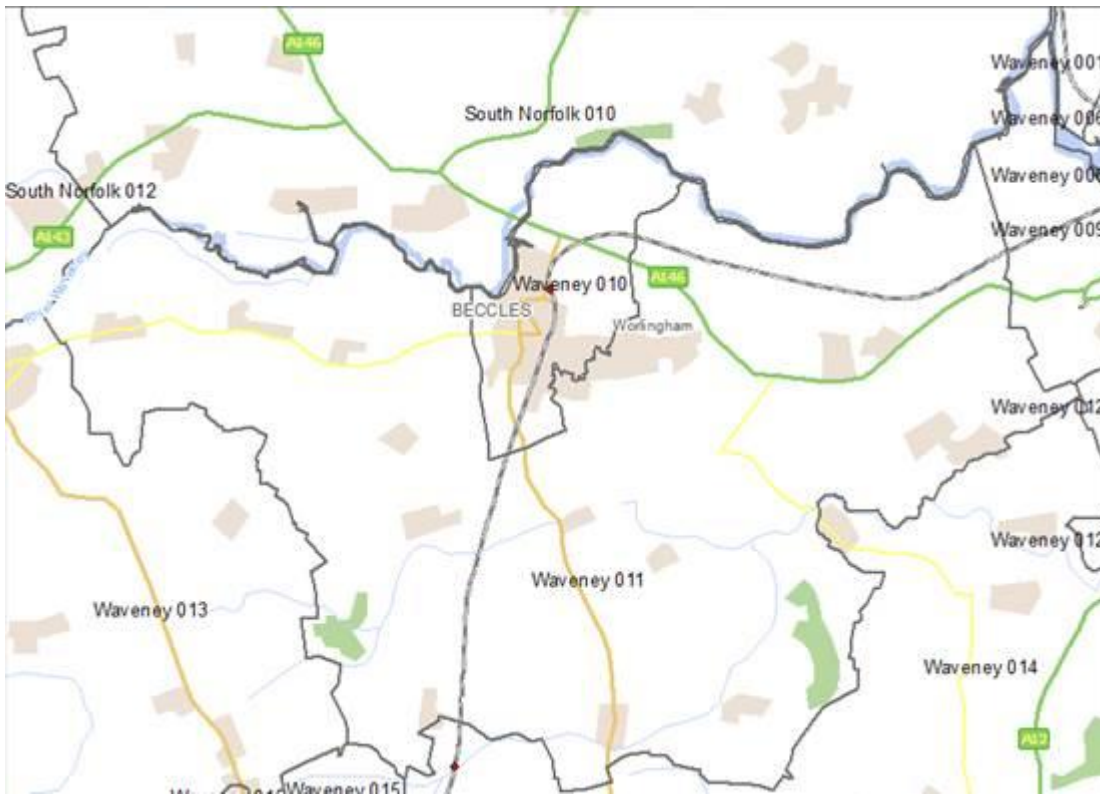 A146
Waveney 001
South Norfolk 010
Waveney 006
Waveney 008
South Norfolk 012
A143
Waveney 009
A146
Waveney 010
BECCLES
Worlingham
Waveney 012
Waveney 012
Waveney 011
Waveney 013
Waveney 014
A12
Waveney 015